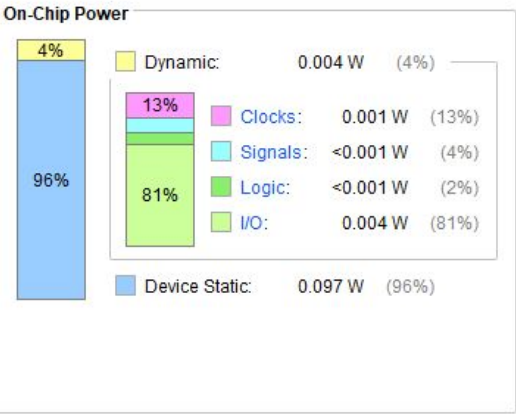 On-Chip Power
4%
96%
Dynamic: 0.004 W (4%)
13%
81%
Clocks: 0.001 W (13%)
Signals: <0.001 W (4%)
Logic: <0.001 W (2%)
I/O: 0.004 W (81%)
Device Static: 0.097 W (96%)